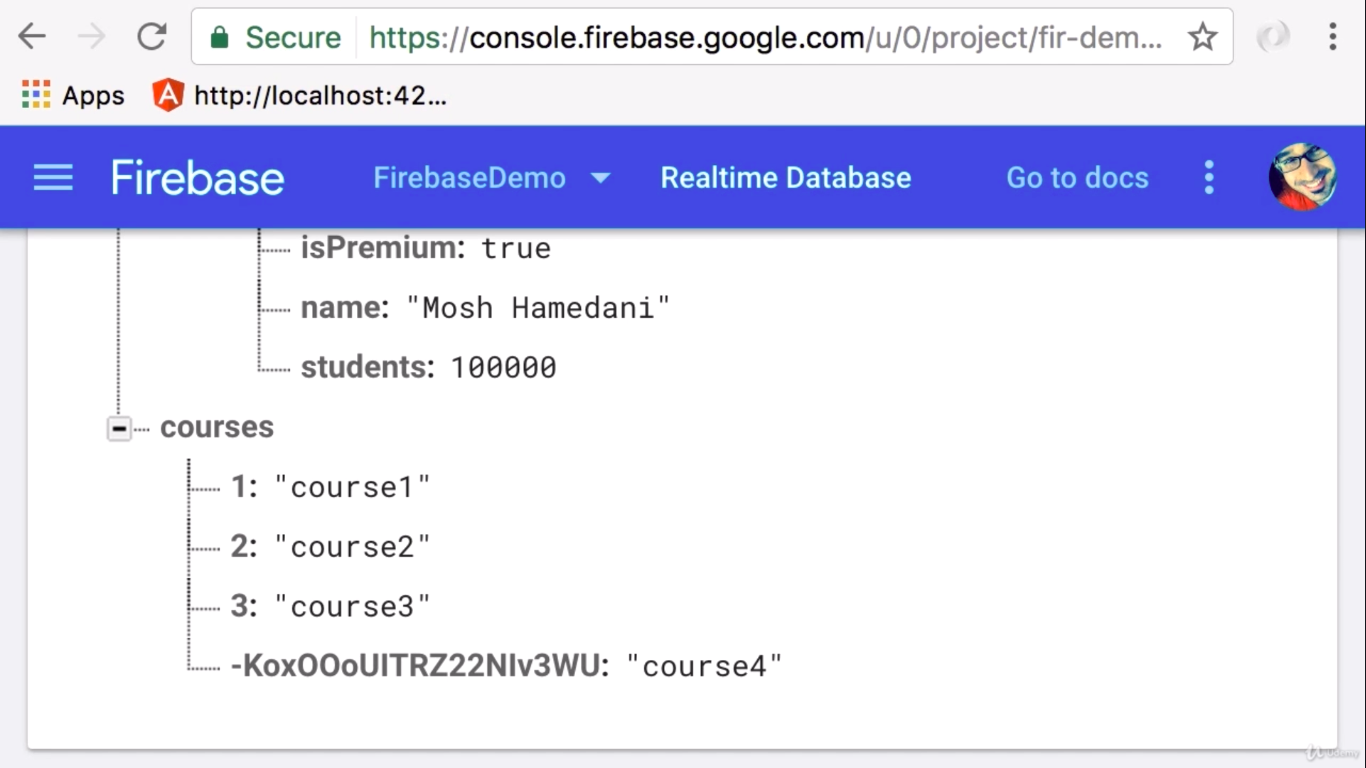 Secure https://console.firebase.google.com/u/0/project/fir-dem...
Apps http://localhost:42...
Firebase FirebaseDemo Realtime Database Go to docs
isPremium: true
name: "Mosh Hamedani"
students: 100000
courses
1: "course1"
2: "course2"
3: "course3"
-KoxOOoUITRZ22NIv3WU: "course4"
Udemy